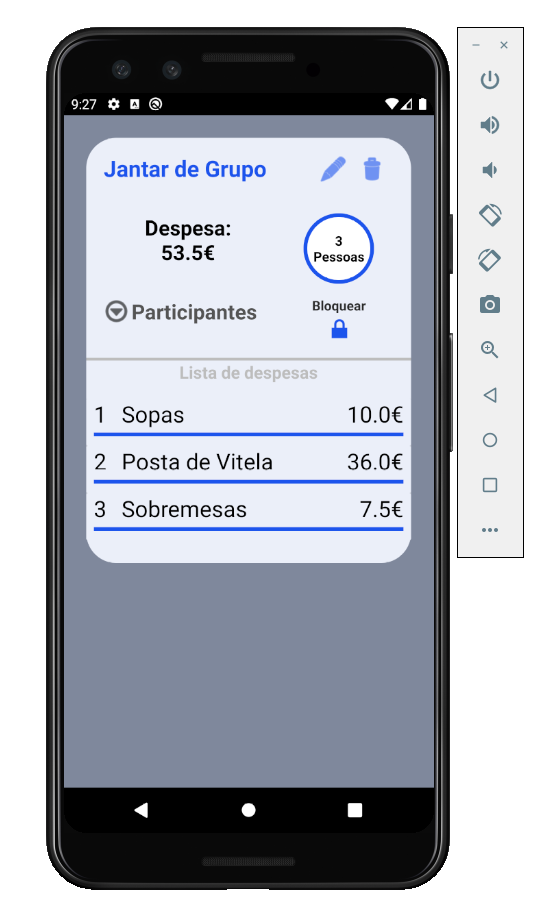 9:27
Jantar de Grupo
Despesa:
53.5€
3
Pessoas
Participantes
Bloquear
Lista de despesas
1 Sopas 10.0€
2 Posta de Vitela 36.0€
3 Sobremesas 7.5€